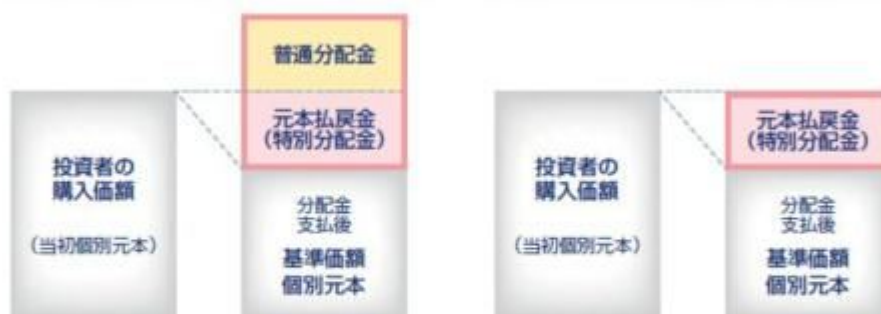 普通分配金
元本払戻金
（特別分配金）
投資者の
購入価額
（当初個別元本）
分配金
支払後
基準価額
個別元本
元本払戻金
（特別分配金）
投資者の
購入価額
（当初個別元本）
分配金
支払後
基準価額
個別元本